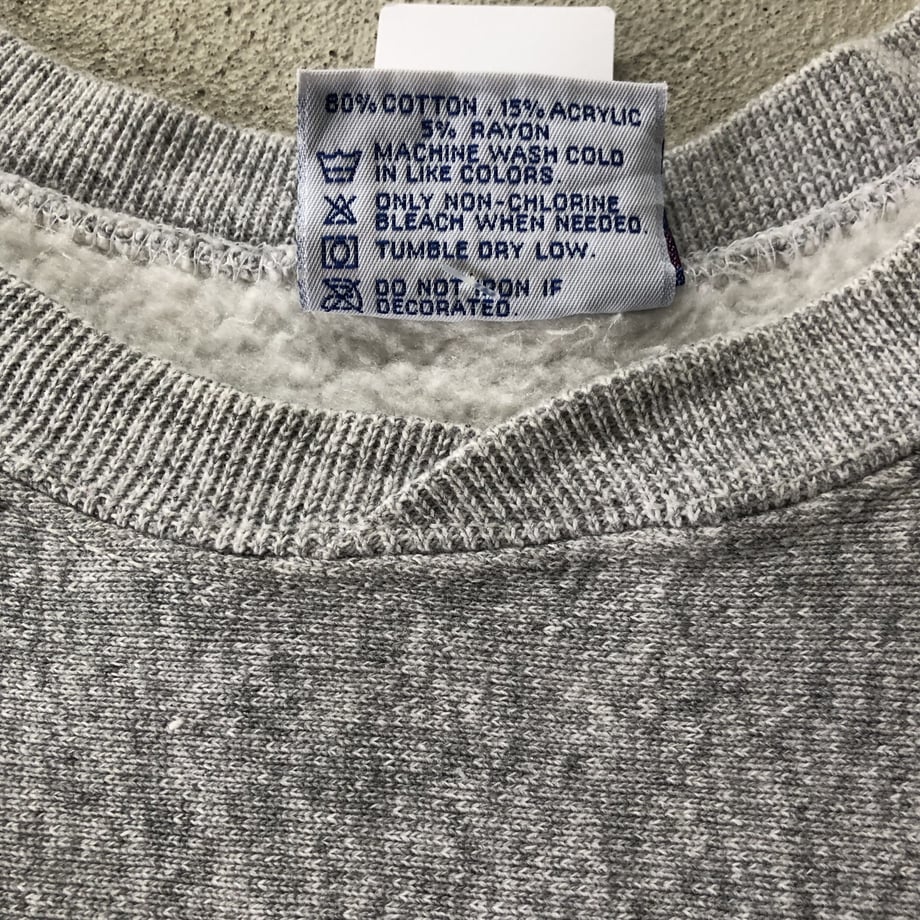 80% COTTON , 15% ACRYLIC
5% RAYON
MACHINE WASH COLD
IN LIKE COLORS
ONLY NON-CHLORINE
BLEACH WHEN NEEDED.
TUMBLE DRY LOW.
DO NOT IRON IF
DECORATED